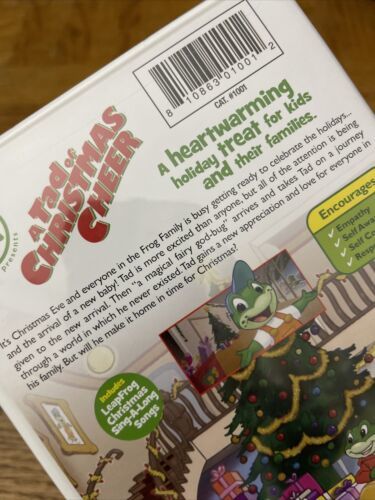 8 10863 01001 2
CAT. #1001
A heartwarming
holiday treat for kids
and their families.
presents
A Tad of
CHRISTMAS
CHEER
It's Christmas Eve and everyone in the Frog Family is busy getting ready to celebrate the holidays...
and the arrival of a new baby! Tad is more excited than anyone, but all of the attention is being
given to the new arrival. Then "a magical fairy god-bug" arrives and takes Tad on a journey
through a world in which he never existed. Tad gains a new appreciation and love for everyone in
his family. But will he make it home in time for Christmas?
Encourages
✓ Empathy
✓ Self Awa
✓ Self Co
✓ Resp
Includes
LeapFrog
Christmas
Sing-A-Long
Songs